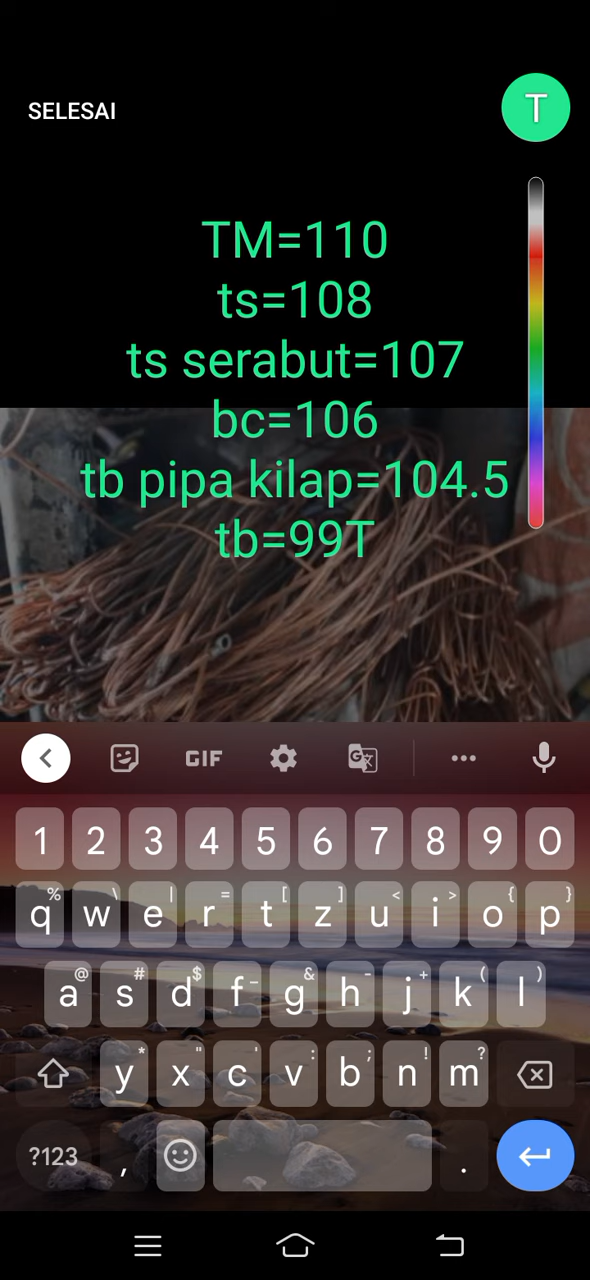 SELESAI
T
TM=110
ts=108
ts serabut=107
bc=106
tb pipa kilap=104.5
tb=99T
GIF
G
1 2 3 4 5 6 7 8 9 0
% \ | = [ ] < > { }
q w e r t z u i o p
@ # $ _ & - + ( )
a s d f g h j k l
* " ' : ; ! ?
y x c v b n m
?123 , .